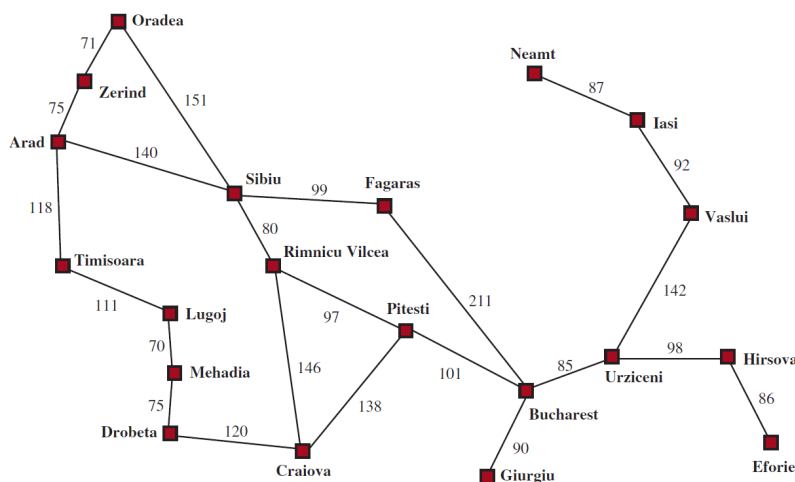 Oradea
71
Neamt
Zerind
87
151
75
Iasi
Arad
140
92
Sibiu
Fagaras
99
118
Vaslui
80
Timisoara
Rimnicu Vilcea
142
111
211
Lugoj
Pitesti
97
70
98
Hirsova
146
85
Mehadia
101
Urziceni
86
75
138
Bucharest
Drobeta
120
90
Craiova
Giurgiu
Eforie